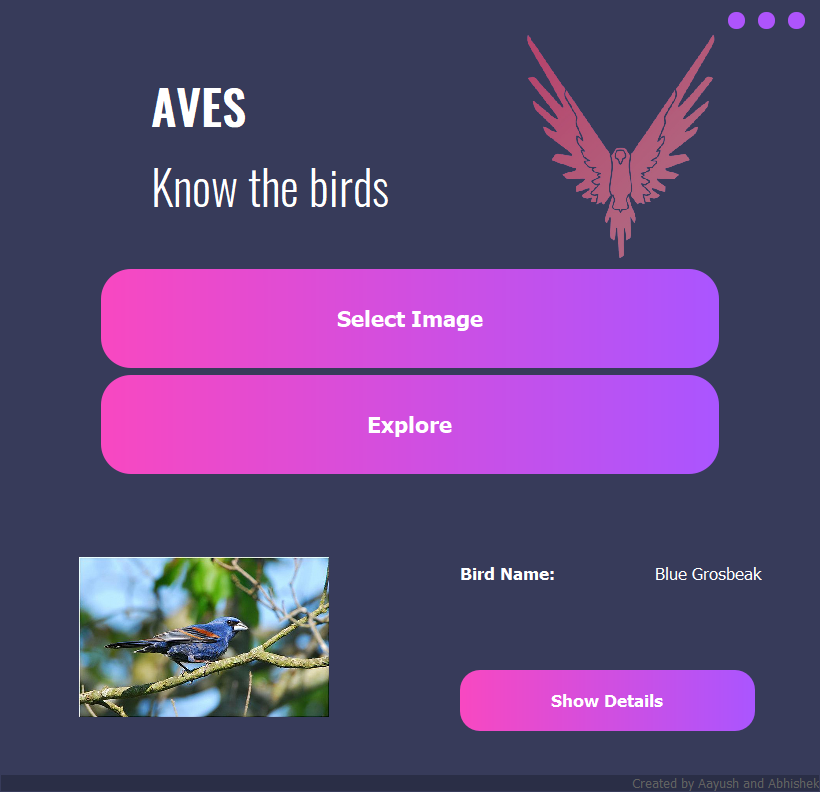 AVES
Know the birds
Select Image
Explore
Bird Name: Blue Grosbeak
Show Details
Created by Aayush and Abhishek